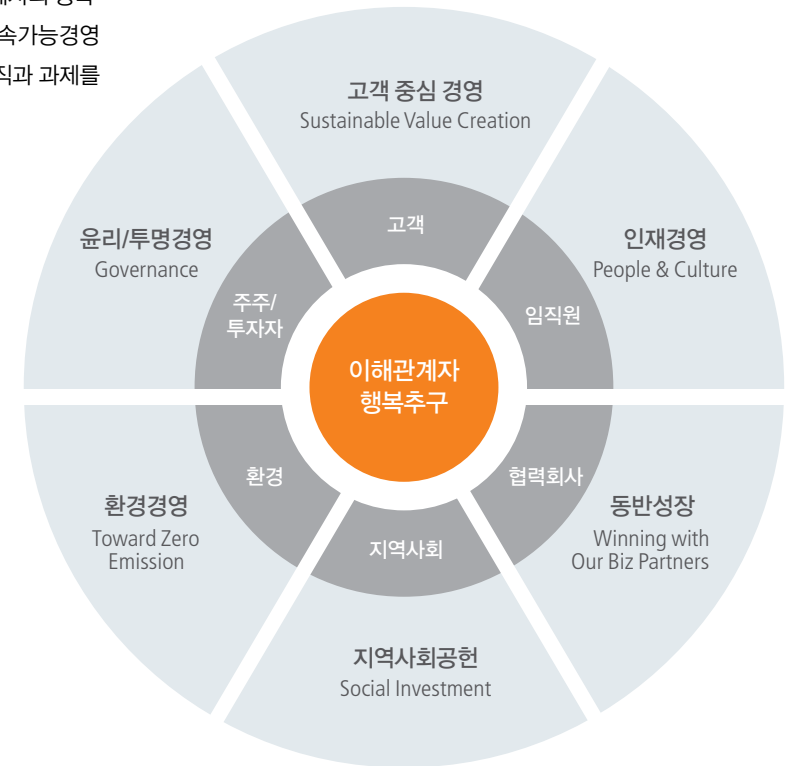 속가능경영
직과 과제를
고객 중심 경영
Sustainable Value Creation
고객
윤리/투명경영
Governance
주주/
투자자
인재경영
People & Culture
임직원
이해관계자
행복추구
환경
환경경영
Toward Zero
Emission
협력회사
동반성장
Winning with
Our Biz Partners
지역사회
지역사회공헌
Social Investment